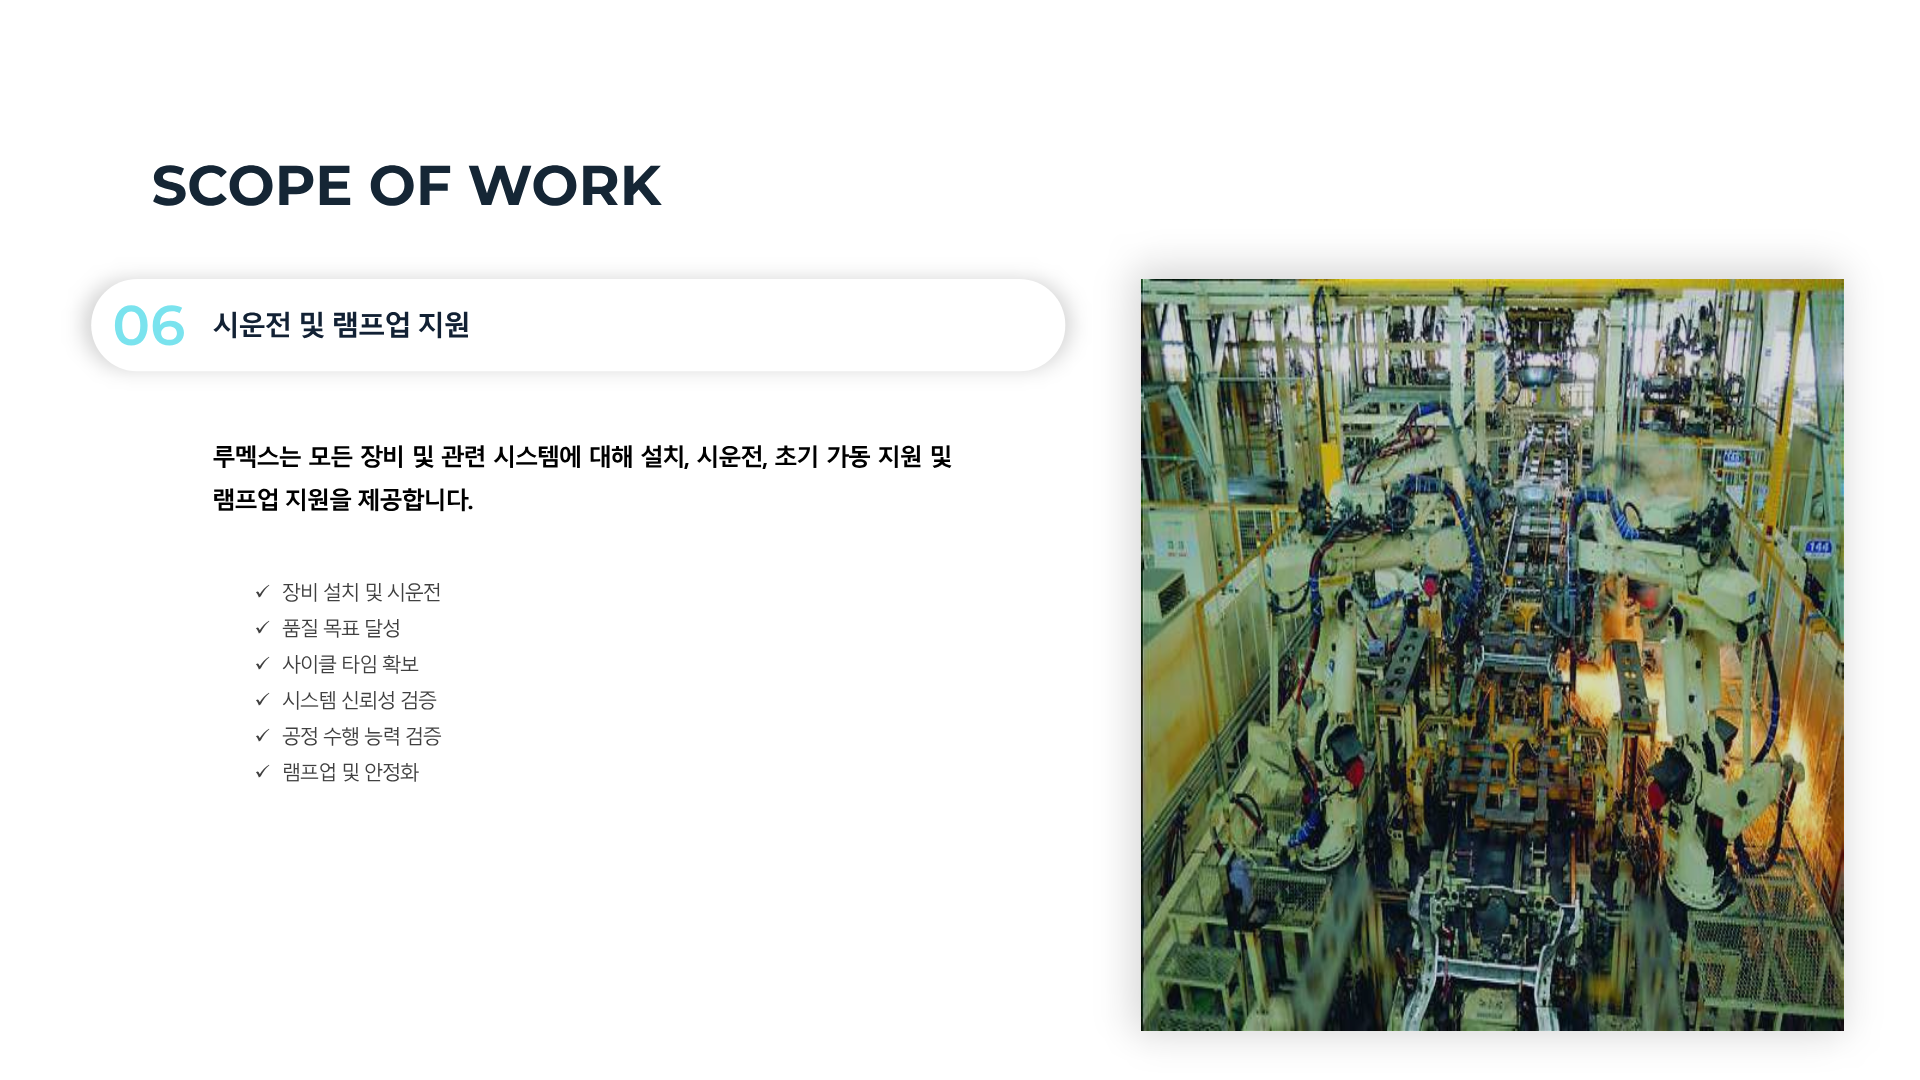 SCOPE OF WORK
06 시운전 및 램프업 지원
루멕스는 모든 장비 및 관련 시스템에 대해 설치, 시운전, 초기 가동 지원 및
램프업 지원을 제공합니다.
✓ 장비 설치 및 시운전
✓ 품질 목표 달성
✓ 사이클 타임 확보
✓ 시스템 신뢰성 검증
✓ 공정 수행 능력 검증
✓ 램프업 및 안정화
144